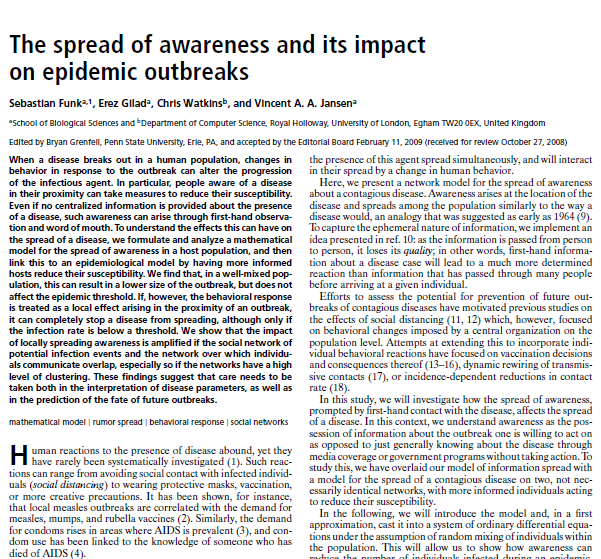 The spread of awareness and its impact
on epidemic outbreaks
Sebastian Funkᵃ,¹, Erez Giladᵃ, Chris Watkinsᵇ, and Vincent A. A. Jansenᵃ
ᵃSchool of Biological Sciences and ᵇDepartment of Computer Science, Royal Holloway, University of London, Egham TW20 0EX, United Kingdom
Edited by Bryan Grenfell, Penn State University, Erie, PA, and accepted by the Editorial Board February 11, 2009 (received for review October 27, 2008)
When a disease breaks out in a human population, changes in
behavior in response to the outbreak can alter the progression
of the infectious agent. In particular, people aware of a disease
in their proximity can take measures to reduce their susceptibility.
Even if no centralized information is provided about the presence
of a disease, such awareness can arise through first-hand observa-
tion and word of mouth. To understand the effects this can have
on the spread of a disease, we formulate and analyze a mathematical
model for the spread of awareness in a host population, and then
link this to an epidemiological model by having more informed
hosts reduce their susceptibility. We find that, in a well-mixed pop-
ulation, this can result in a lower size of the outbreak, but does not
affect the epidemic threshold. If, however, the behavioral response
is treated as a local effect arising in the proximity of an outbreak,
it can completely stop a disease from spreading, although only if
the infection rate is below a threshold. We show that the impact
of locally spreading awareness is amplified if the social network of
potential infection events and the network over which individu-
als communicate overlap, especially so if the networks have a high
level of clustering. These findings suggest that care needs to be
taken both in the interpretation of disease parameters, as well as
in the prediction of the fate of future outbreaks.
mathematical model | rumor spread | behavioral response | social networks
Human reactions to the presence of disease abound, yet they
have rarely been systematically investigated (1). Such reac-
tions can range from avoiding social contact with infected individ-
uals (social distancing) to wearing protective masks, vaccination,
or more creative precautions. It has been shown, for instance,
that local measles outbreaks are correlated with the demand for
measles, mumps, and rubella vaccines (2). Similarly, the demand
for condoms rises in areas where AIDS is prevalent (3), and con-
dom use has been linked to the knowledge of someone who has
died of AIDS (4).
the presence of this agent spread simultaneously, and will interact
in their spread by a change in human behavior.
Here, we present a network model for the spread of awareness
about a contagious disease. Awareness arises at the location of the
disease and spreads among the population similarly to the way a
disease would, an analogy that was suggested as early as 1964 (9).
To capture the ephemeral nature of information, we implement an
idea presented in ref. 10: as the information is passed from person
to person, it loses its quality; in other words, first-hand informa-
tion about a disease case will lead to a much more determined
reaction than information that has passed through many people
before arriving at a given individual.
Efforts to assess the potential for prevention of future out-
breaks of contagious diseases have motivated previous studies on
the effects of social distancing (11, 12) which, however, focused
on behavioral changes imposed by a central organization on the
population level. Attempts at extending this to incorporate indi-
vidual behavioral reactions have focused on vaccination decisions
and consequences thereof (13–16), dynamic rewiring of transmis-
sive contacts (17), or incidence-dependent reductions in contact
rate (18).
In this study, we will investigate how the spread of awareness,
prompted by first-hand contact with the disease, affects the spread
of a disease. In this context, we understand awareness as the pos-
session of information about the outbreak one is willing to act on
as opposed to just generally knowing about the disease through
media coverage or government programs without taking action. To
study this, we have overlaid our model of information spread with
a model for the spread of a contagious disease on two, not nec-
essarily identical networks, with more informed individuals acting
to reduce their susceptibility.
In the following, we will introduce the model and, in a first
approximation, cast it into a system of ordinary differential equa-
tions under the assumption of random mixing of individuals within
the population. This will allow us to show how awareness can
reduce the number of individuals infected during an epidemic